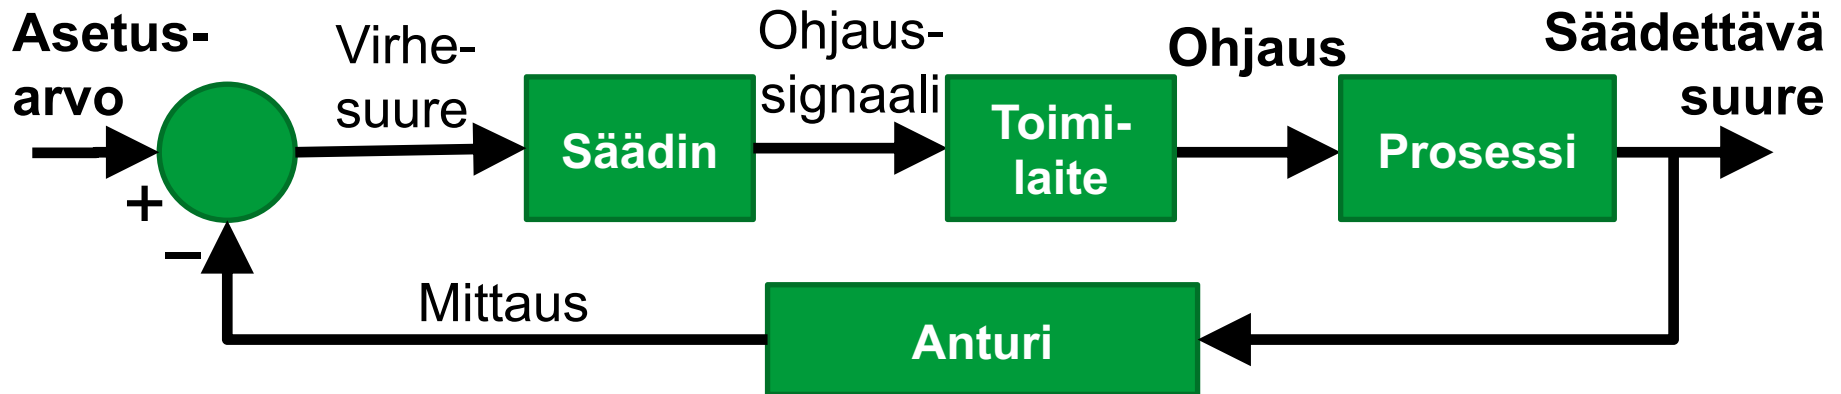 Asetus-
arvo
Virhe-
suure
Säädin
Ohjaus-
signaali
Toimi-
laite
Ohjaus
Prosessi
Säädettävä
suure
+
–
Mittaus
Anturi